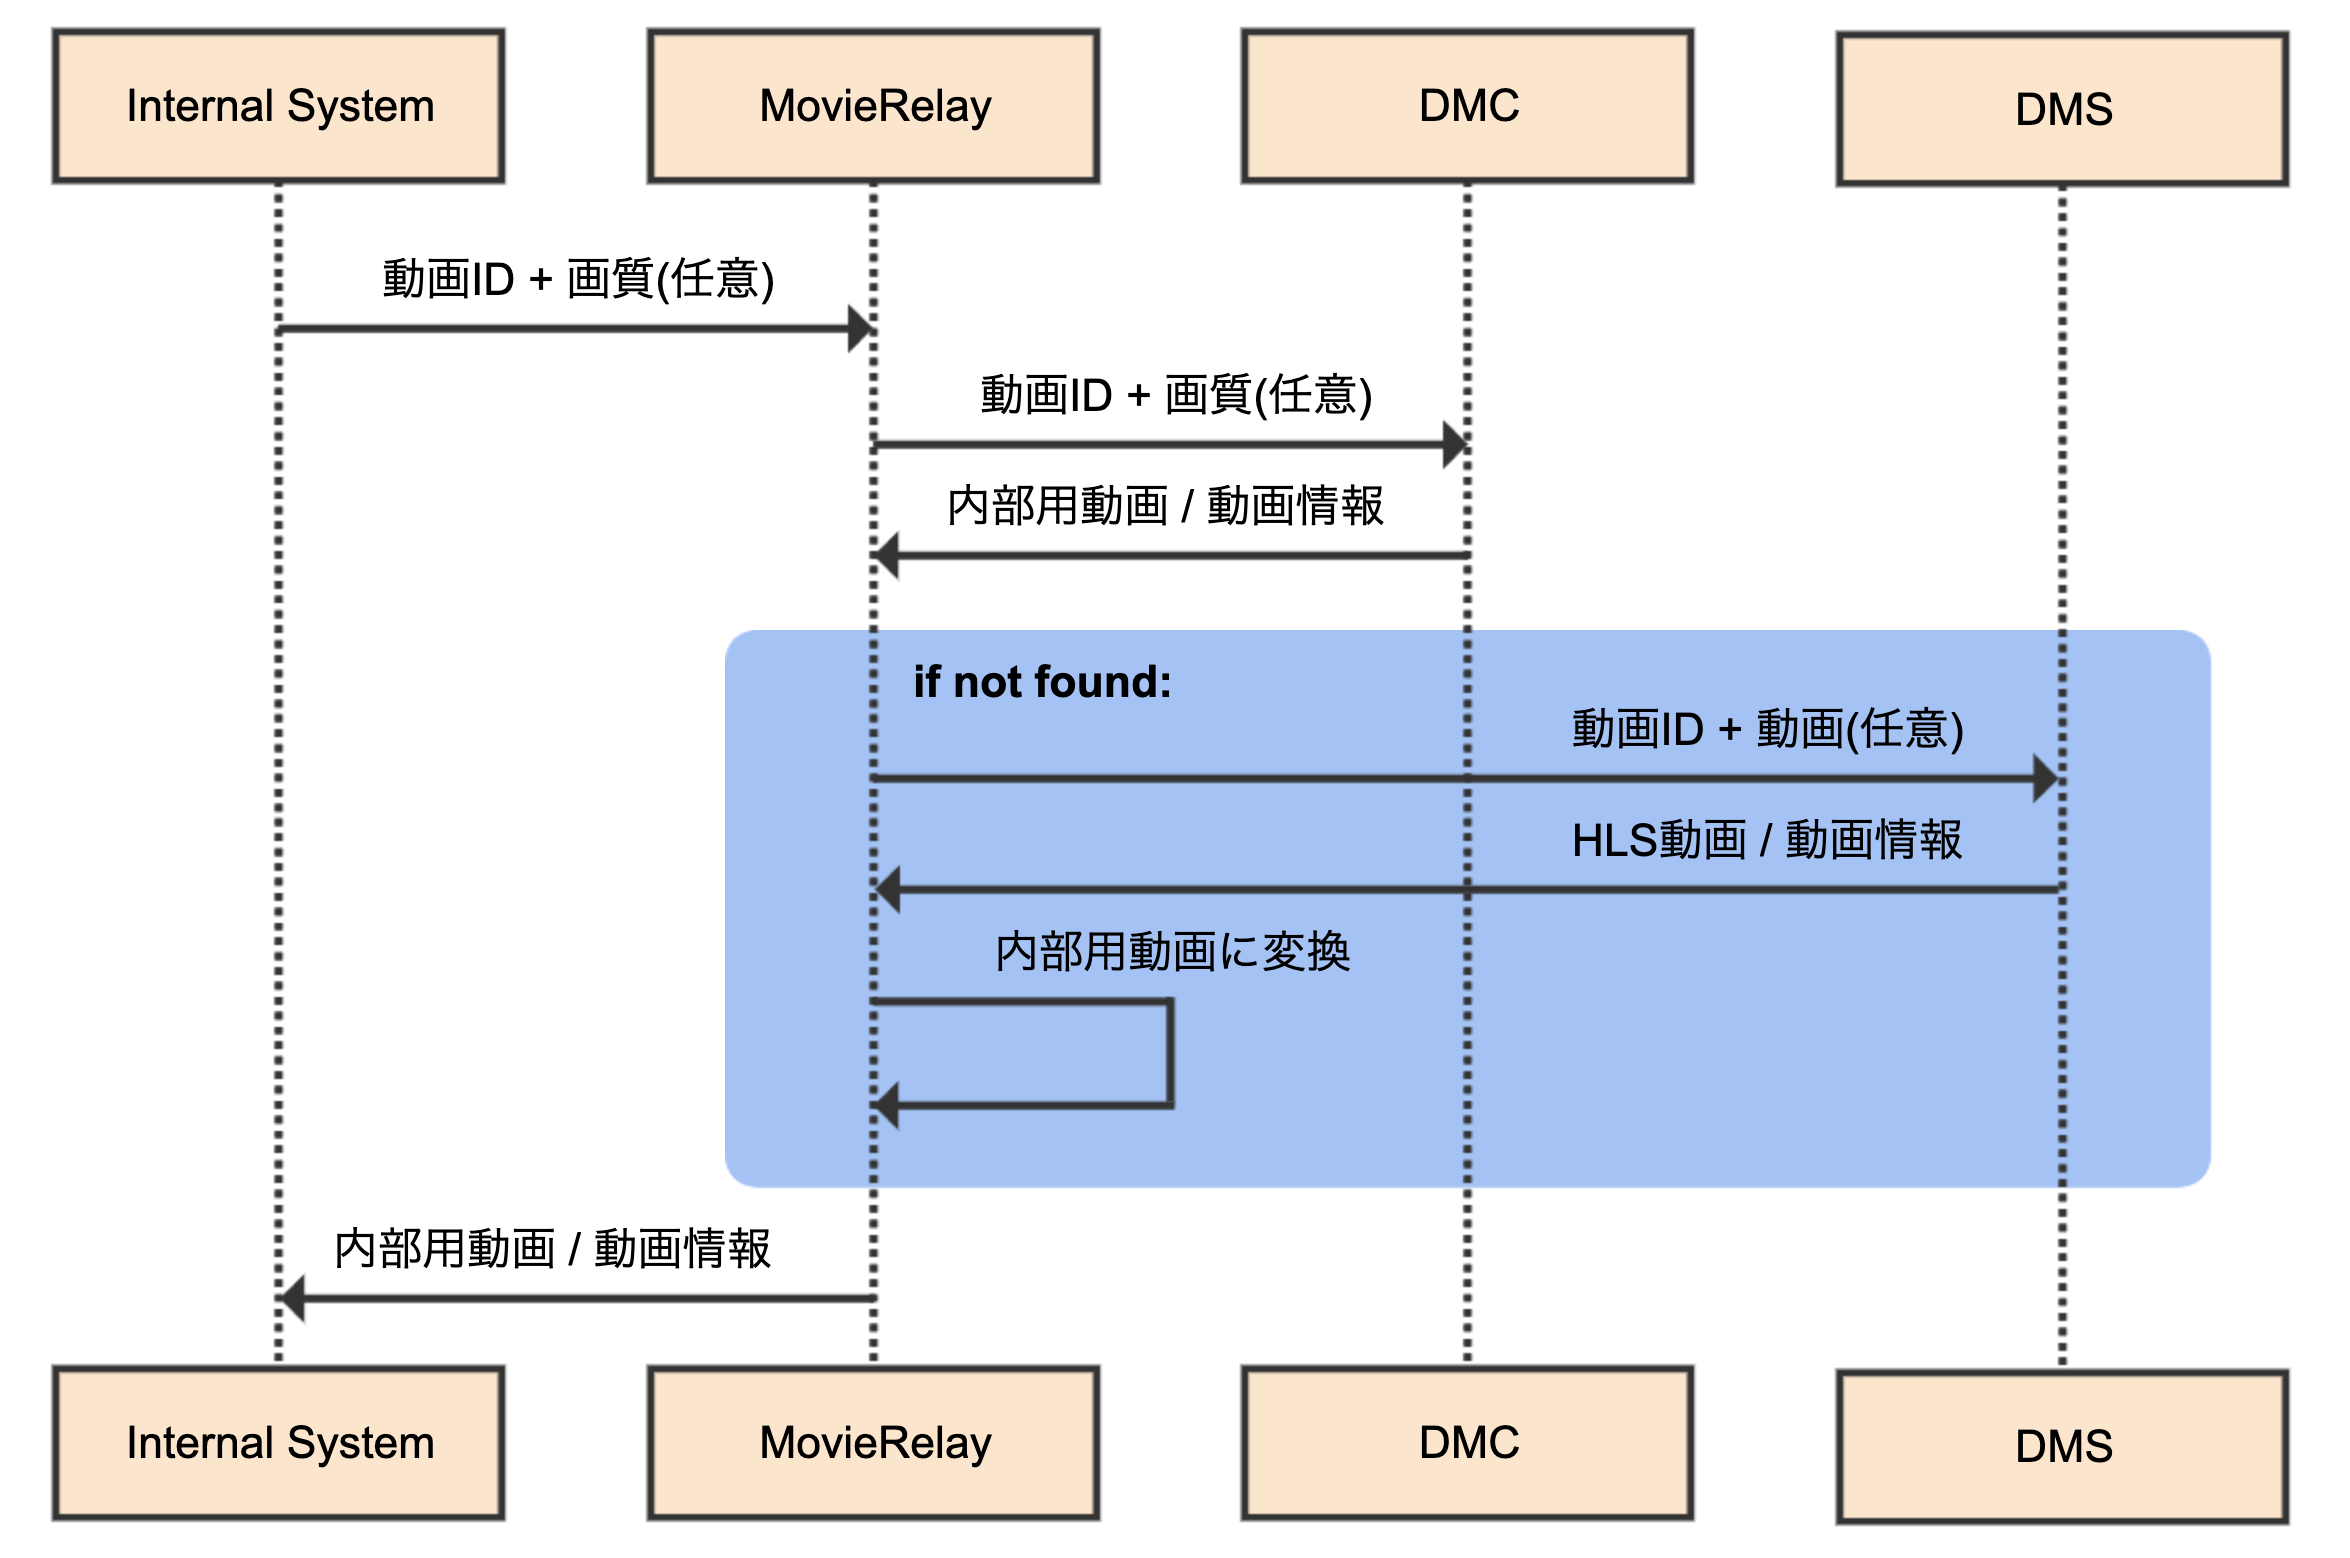 Internal System
MovieRelay
DMC
DMS
動画ID + 画質(任意)
動画ID + 画質(任意)
内部用動画 / 動画情報
if not found:
動画ID + 動画(任意)
HLS動画 / 動画情報
内部用動画に変換
内部用動画 / 動画情報
Internal System
MovieRelay
DMC
DMS